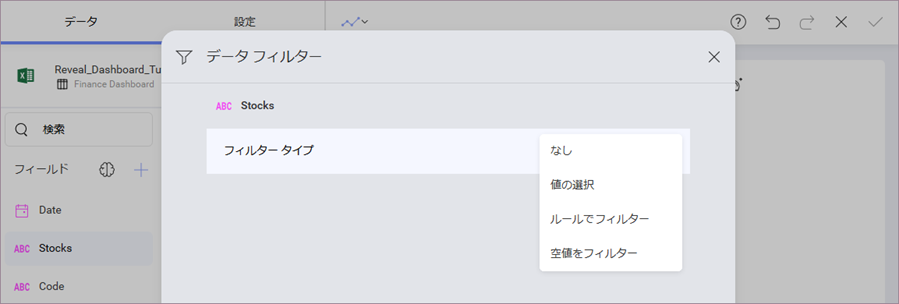 データ
設定
Reveal_Dashboard_Tu
Finance Dashboard
検索
フィールド
Date
ABC Stocks
ABC Code
データ フィルター
ABC Stocks
フィルター タイプ
なし
値の選択
ルールでフィルター
空値をフィルター